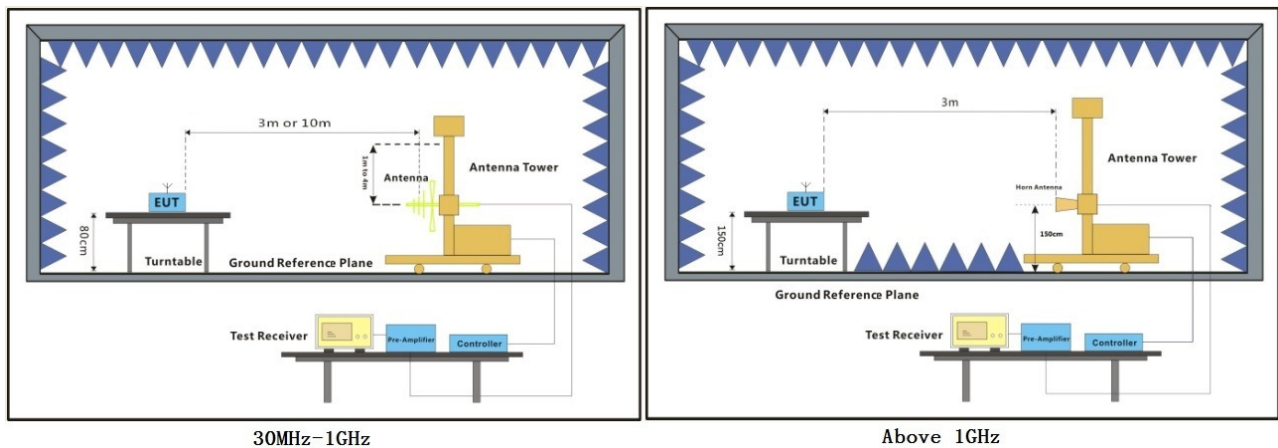 3m or 10m
1m to 4m
Antenna
Antenna Tower
EUT
80cm
Turntable
Ground Reference Plane
Test Receiver
Pre-Amplifier
Controller
30MHz-1GHz
3m
Antenna Tower
Horn Antenna
EUT
150cm
150cm
Turntable
Ground Reference Plane
Test Receiver
Pre-Amplifier
Controller
Above 1GHz